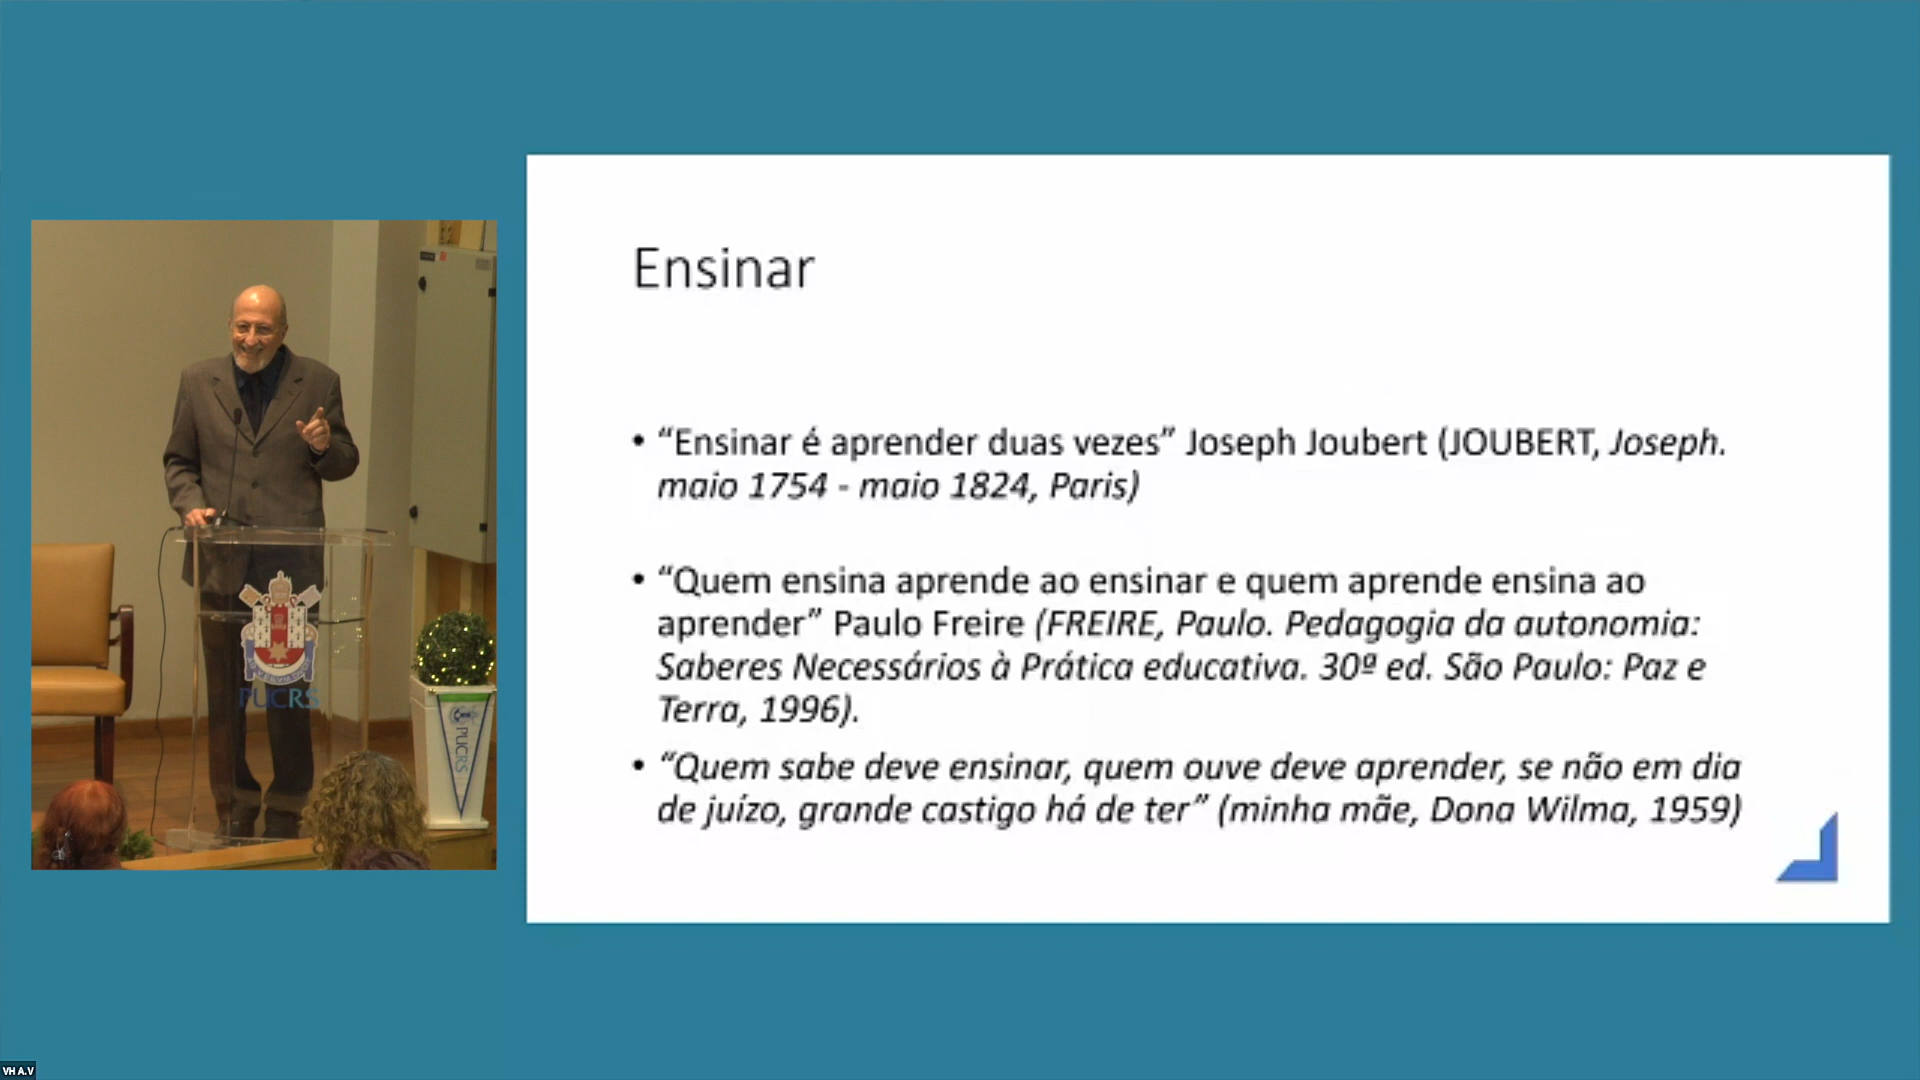 Ensinar
• “Ensinar é aprender duas vezes” Joseph Joubert (JOUBERT, Joseph.
maio 1754 - maio 1824, Paris)
• “Quem ensina aprende ao ensinar e quem aprende ensina ao
aprender” Paulo Freire (FREIRE, Paulo. Pedagogia da autonomia:
Saberes Necessários à Prática educativa. 30ª ed. São Paulo: Paz e
Terra, 1996).
• “Quem sabe deve ensinar, quem ouve deve aprender, se não em dia
de juízo, grande castigo há de ter” (minha mãe, Dona Wilma, 1959)
PUCRS
PUCRS
VH A.V